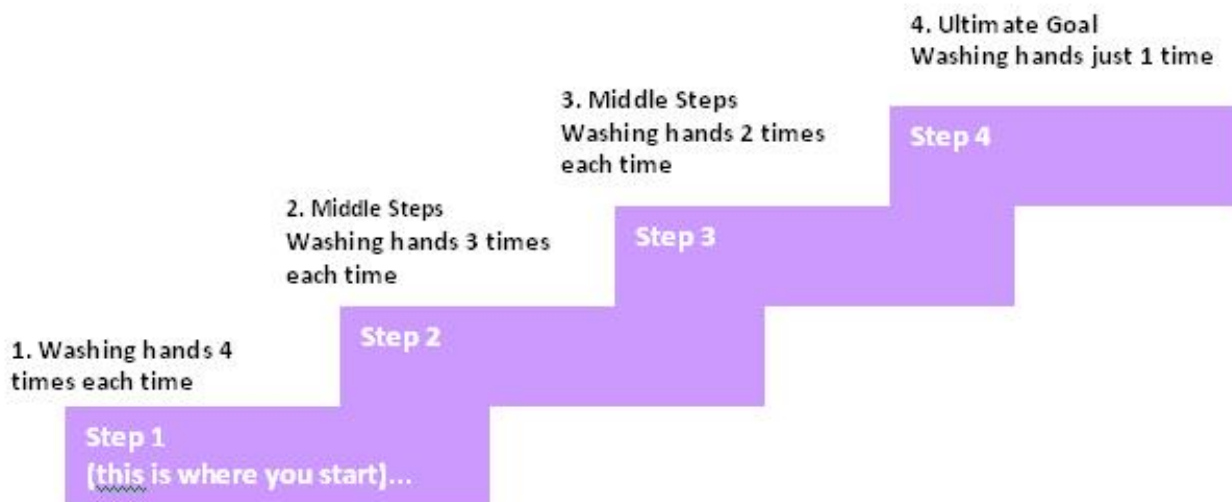 4. Ultimate Goal
Washing hands just 1 time
Step 4
3. Middle Steps
Washing hands 2 times
each time
Step 3
2. Middle Steps
Washing hands 3 times
each time
Step 2
1. Washing hands 4
times each time
Step 1
(this is where you start)...